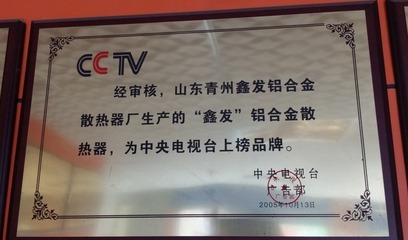 CCTV
经审核，山东青州鑫发铝合金
散热器厂生产的“鑫发”铝合金散
热器，为中央电视台上榜品牌。
中央电视台
广告部
2005年10月13日